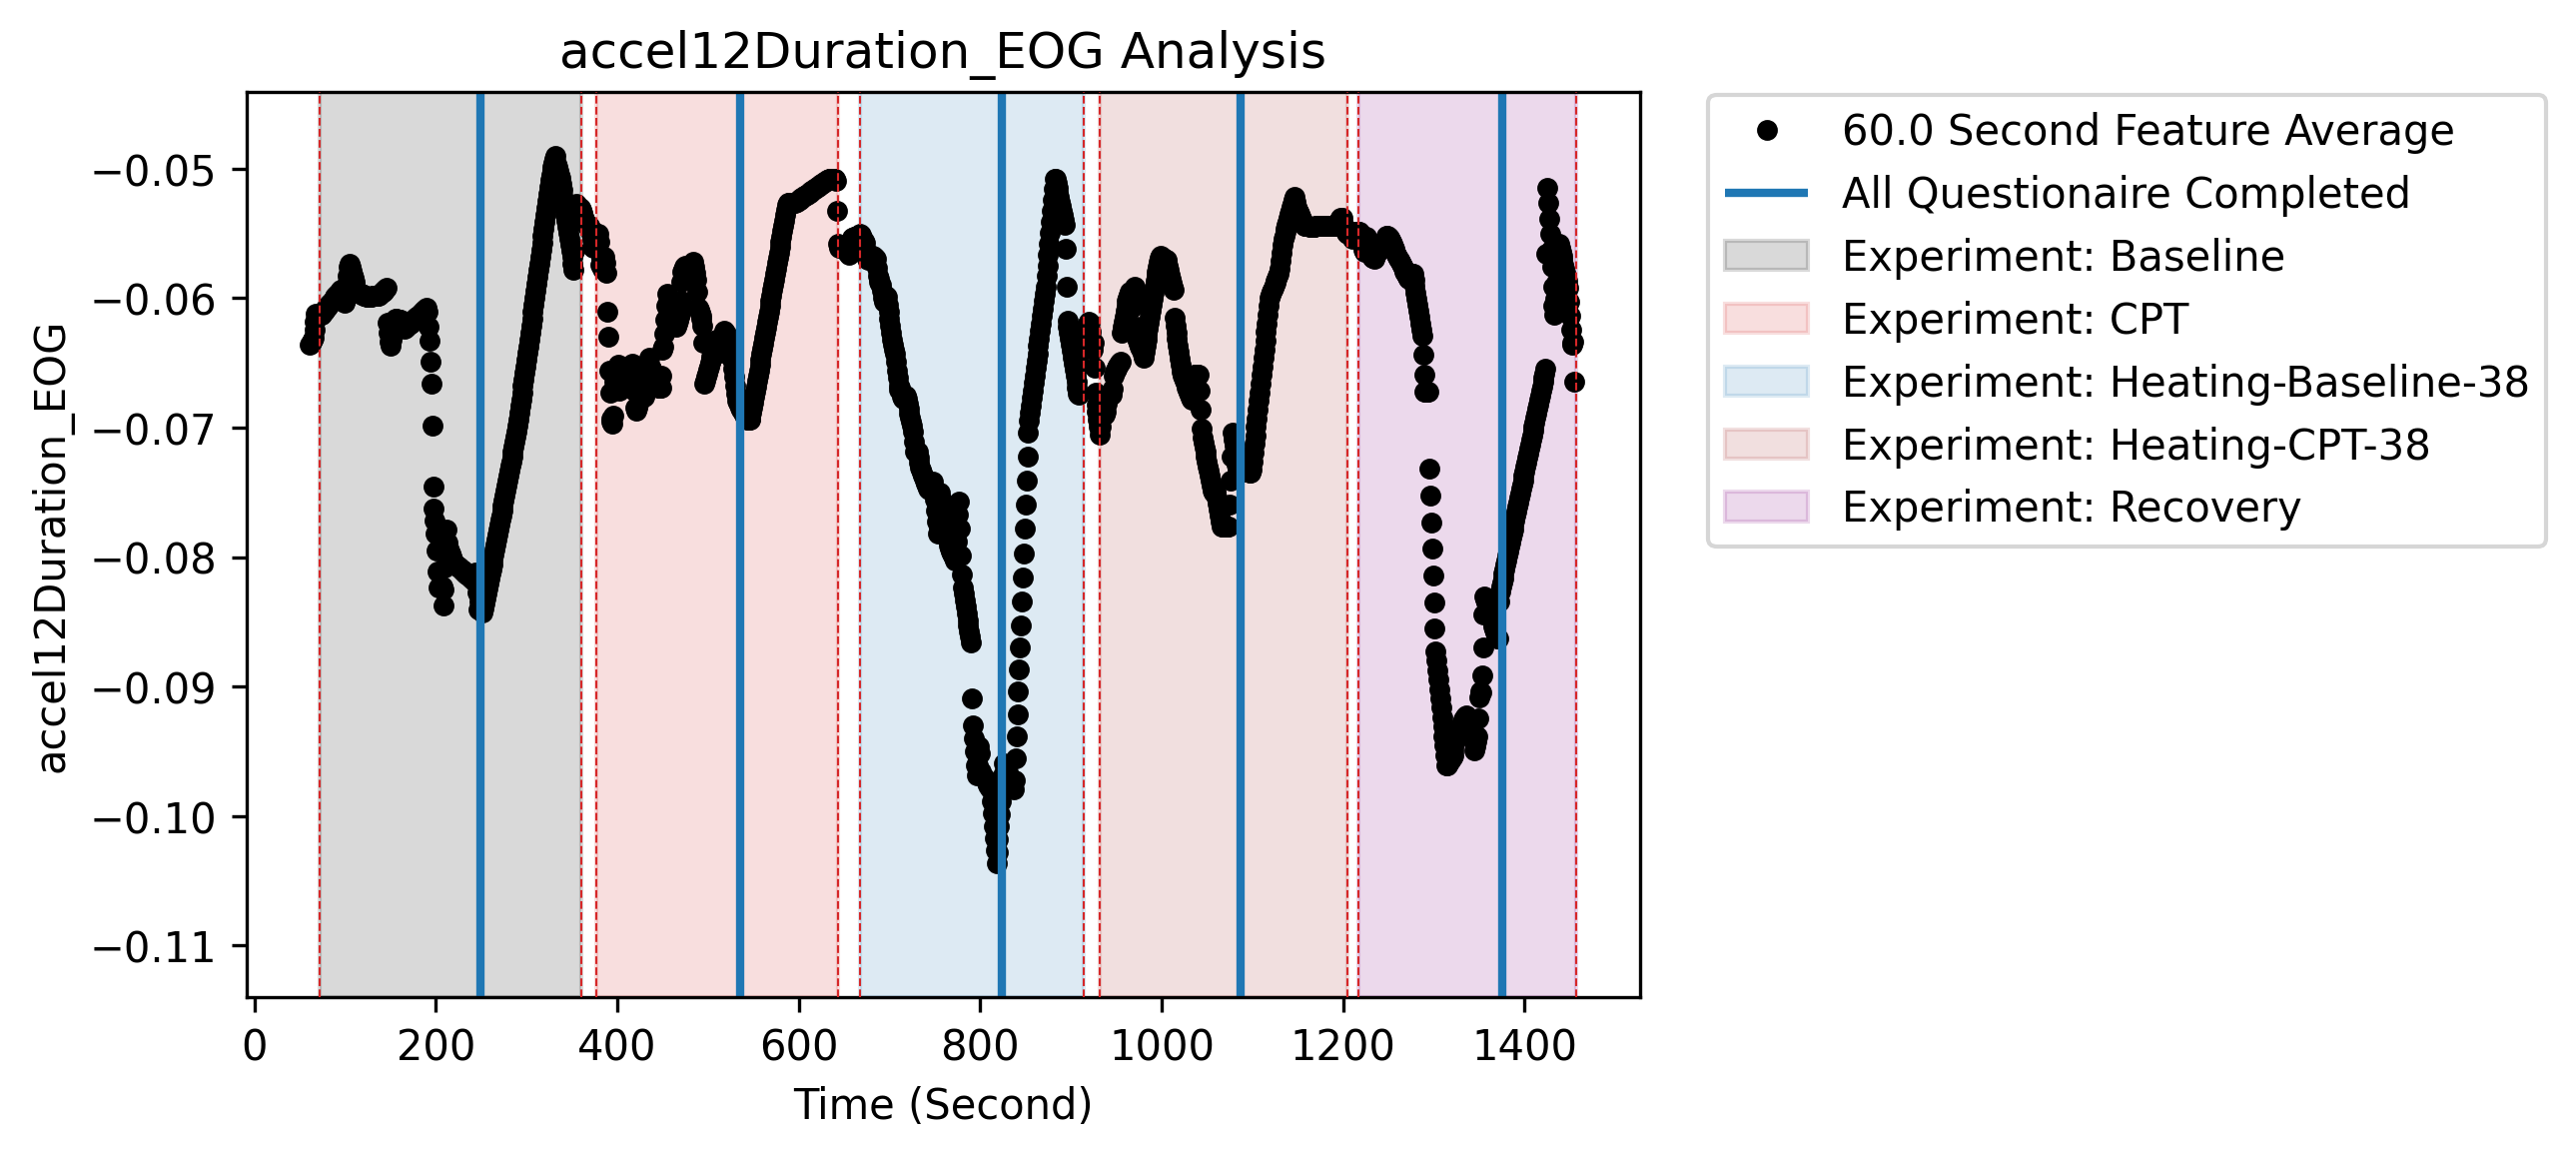 accel12Duration_EOG Analysis
accel12Duration_EOG
−0.05
−0.06
−0.07
−0.08
−0.09
−0.10
−0.11
0 200 400 600 800 1000 1200 1400
Time (Second)
60.0 Second Feature Average
All Questionaire Completed
Experiment: Baseline
Experiment: CPT
Experiment: Heating-Baseline-38
Experiment: Heating-CPT-38
Experiment: Recovery